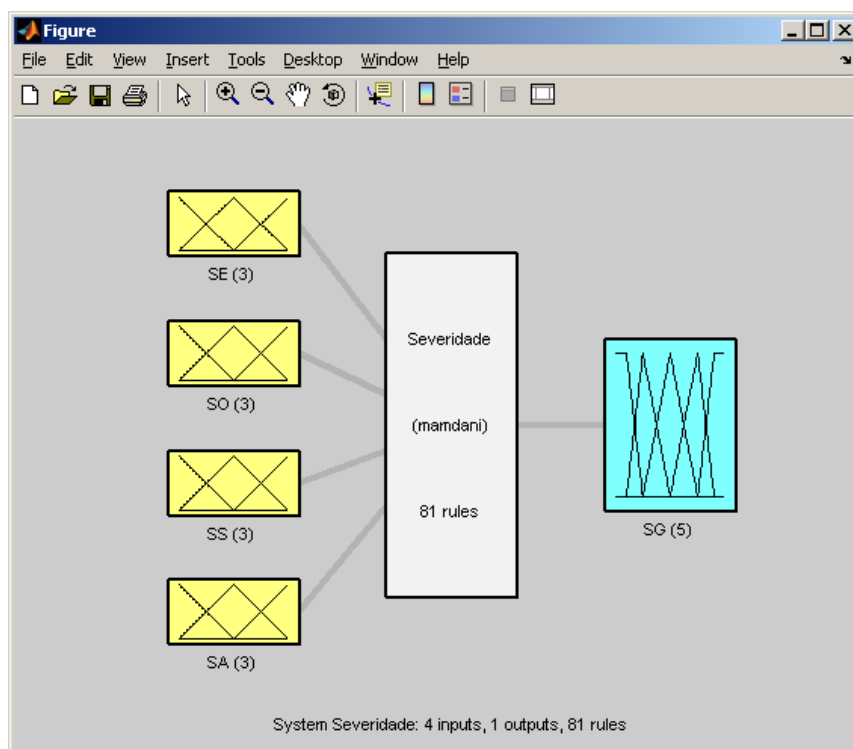 Figure
File Edit View Insert Tools Desktop Window Help
SE (3)
SO (3)
SS (3)
SA (3)
Severidade
(mamdani)
81 rules
SG (5)
System Severidade: 4 inputs, 1 outputs, 81 rules